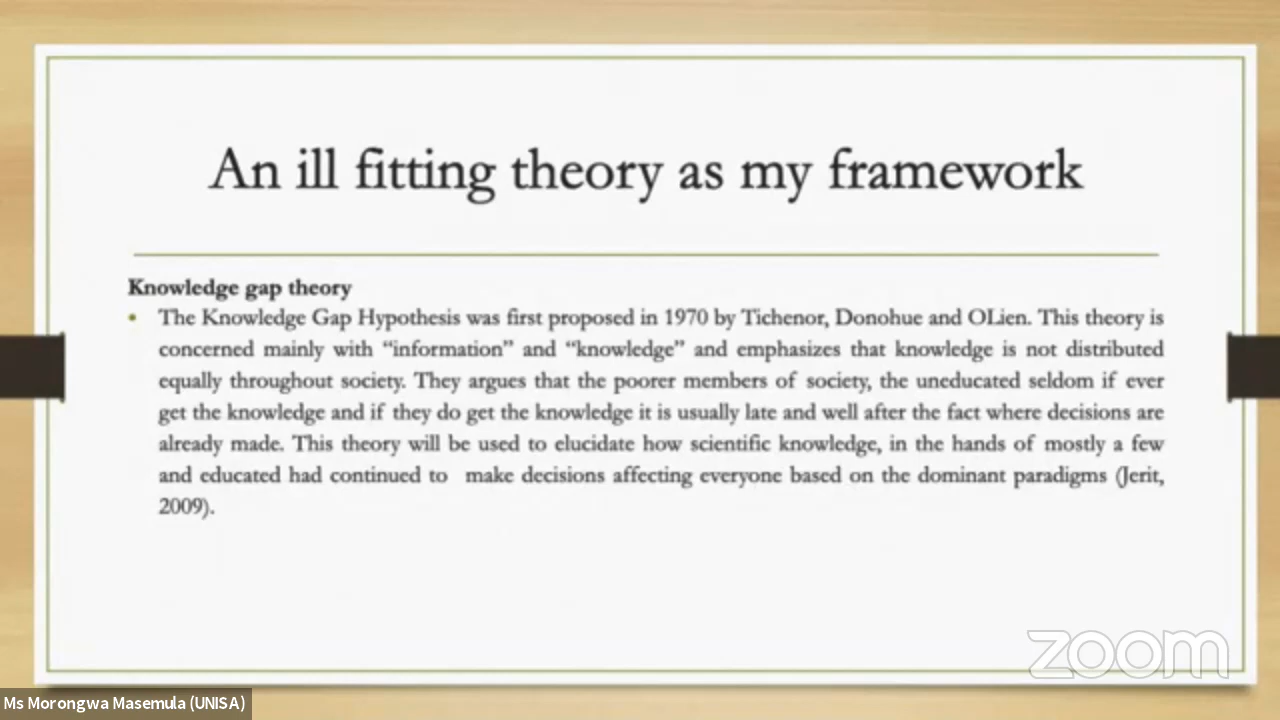 An ill fitting theory as my framework
Knowledge gap theory
• The Knowledge Gap Hypothesis was first proposed in 1970 by Tichenor, Donohue and OLien. This theory is
concerned mainly with “information” and “knowledge” and emphasizes that knowledge is not distributed
equally throughout society. They argues that the poorer members of society, the uneducated seldom if ever
get the knowledge and if they do get the knowledge it is usually late and well after the fact where decisions are
already made. This theory will be used to elucidate how scientific knowledge, in the hands of mostly a few
and educated had continued to make decisions affecting everyone based on the dominant paradigms (Jerit,
2009).
zoom
Ms Morongwa Masemula (UNISA)